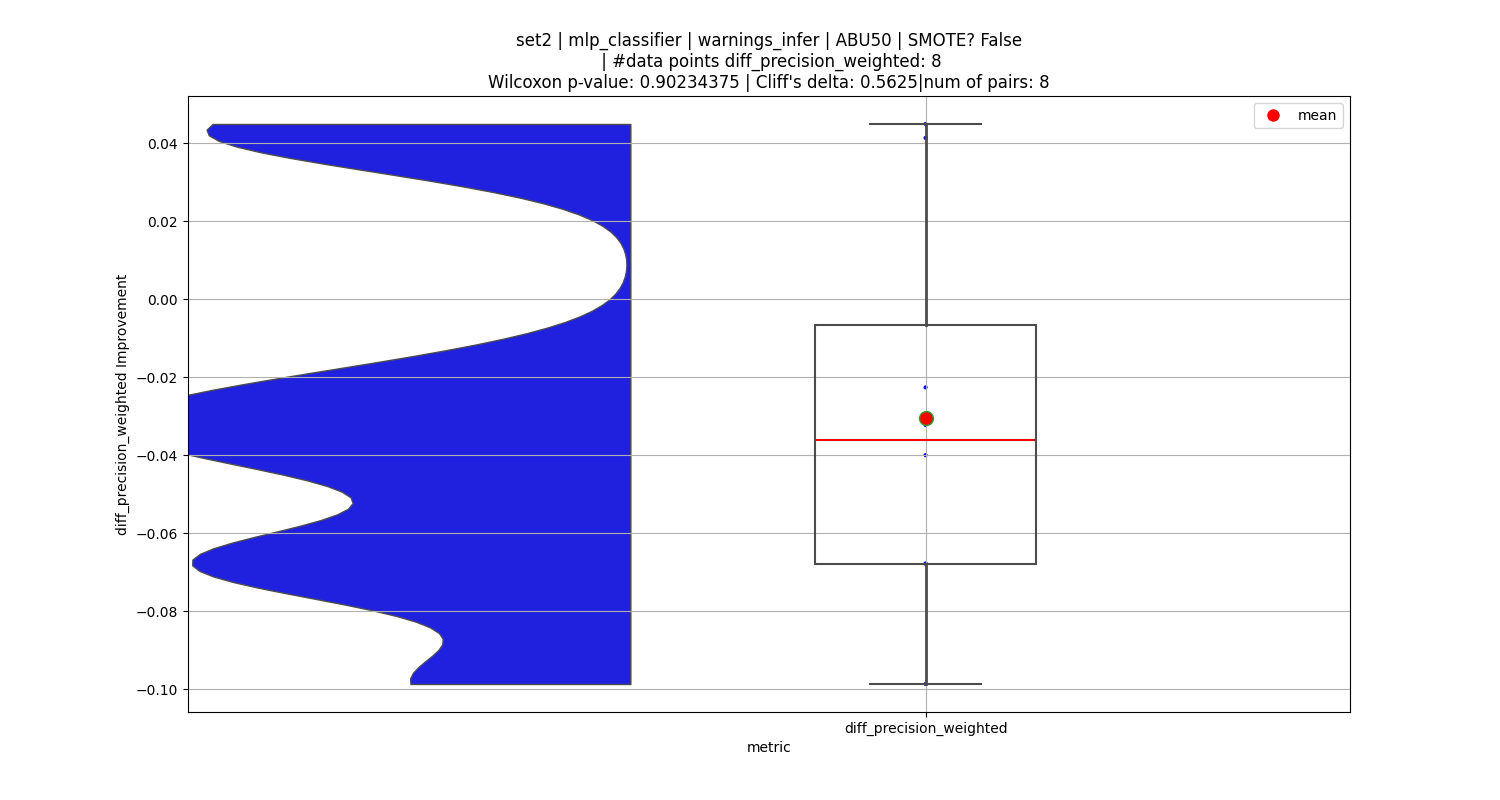 set2 | mlp_classifier | warnings_infer | ABU50 | SMOTE? False
| #data points diff_precision_weighted: 8
Wilcoxon p-value: 0.90234375 | Cliff's delta: 0.5625|num of pairs: 8
mean
0.04
0.02
0.00
−0.02
−0.04
−0.06
−0.08
−0.10
diff_precision_weighted Improvement
diff_precision_weighted
metric